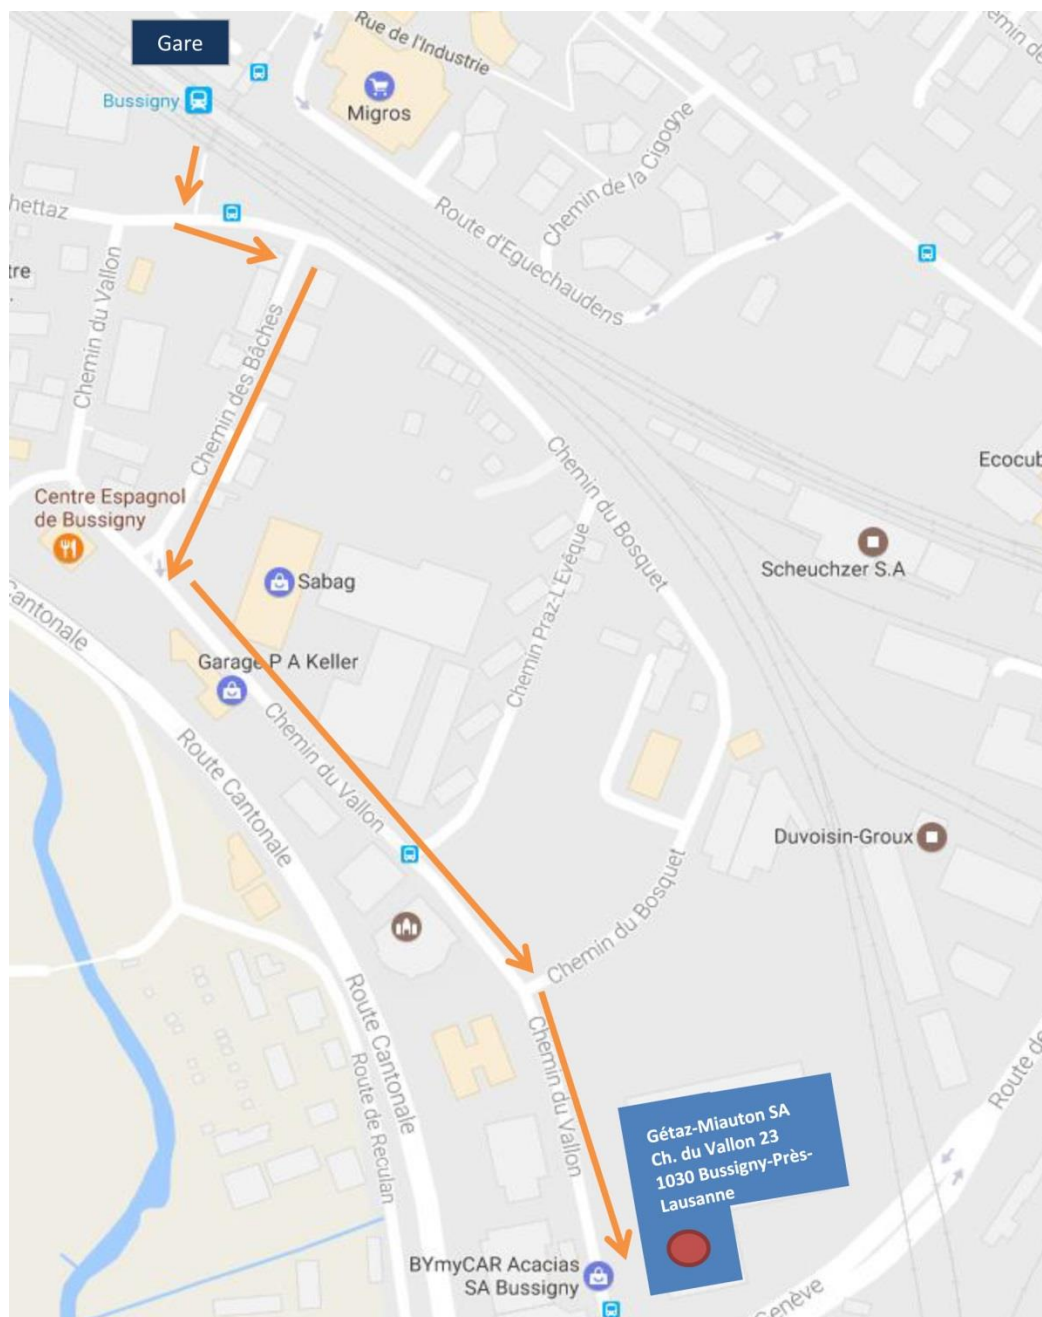 Gare
Rue de l'Industrie
Bussigny
Migros
Chemin de la Cigogne
hettaz
Route d'Eguechaudens
tre
Chemin du Vallon
Chemin des Bâches
Chemin du Bosquet
Ecocub
Centre Espagnol
de Bussigny
Scheuchzer S.A
Sabag
Chemin Praz-L'Evêque
Cantonale
Garage P A Keller
Chemin du Vallon
Route Cantonale
Duvoisin-Groux
Chemin du Bosquet
Route Cantonale
Route de Reculan
Chemin du Vallon
Route de
Gétaz-Miauton SA
Ch. du Vallon 23
1030 Bussigny-Près-
Lausanne
BYmyCAR Acacias
SA Bussigny
Genève